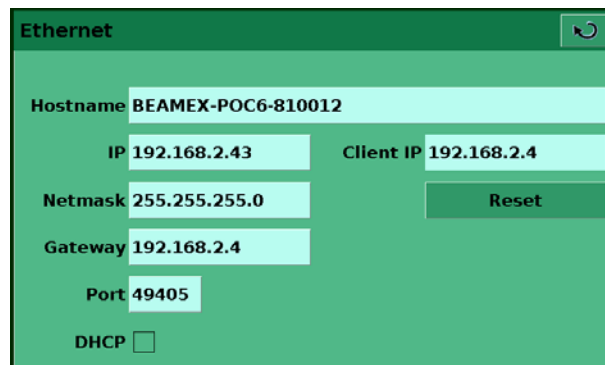 Ethernet
Hostname BEAMEX-POC6-810012
IP 192.168.2.43 Client IP 192.168.2.4
Netmask 255.255.255.0 Reset
Gateway 192.168.2.4
Port 49405
DHCP